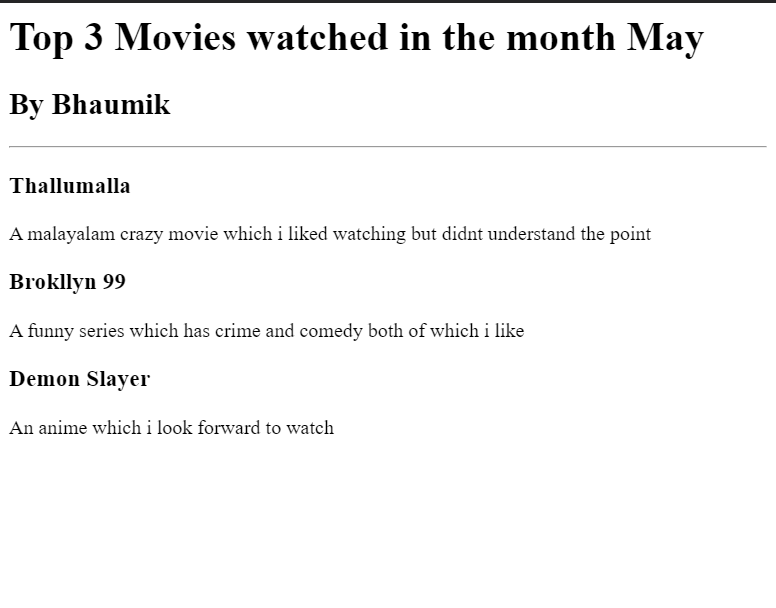 Top 3 Movies watched in the month May
By Bhaumik
Thallumalla
A malayalam crazy movie which i liked watching but didnt understand the point
Brokllyn 99
A funny series which has crime and comedy both of which i like
Demon Slayer
An anime which i look forward to watch